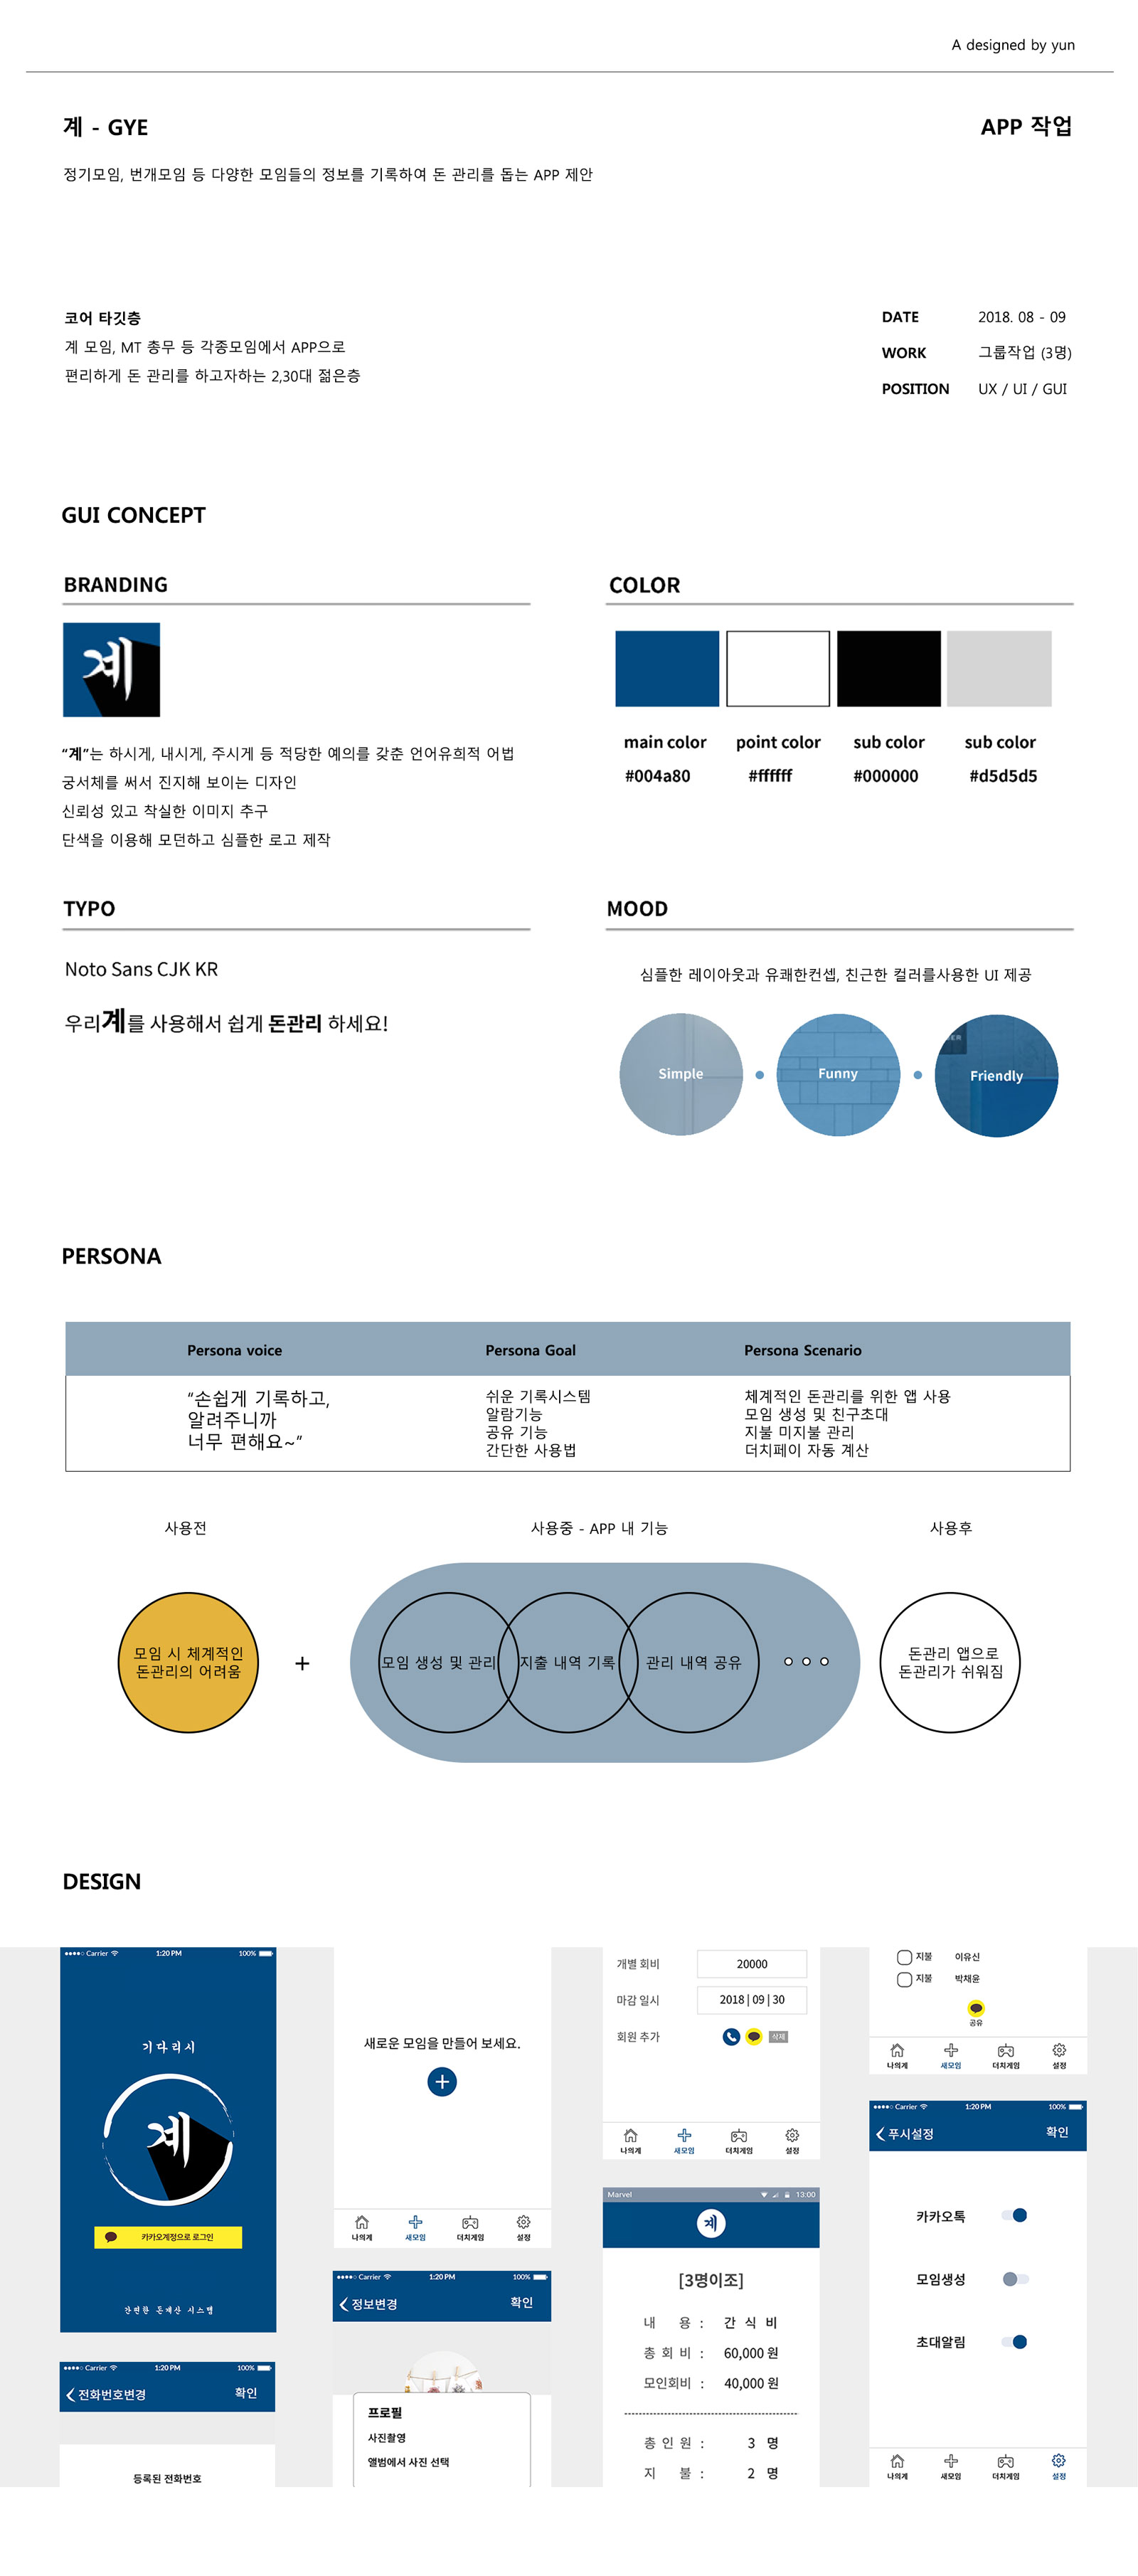 A designed by yun
계 - GYE
APP 작업
정기모임, 번개모임 등 다양한 모임들의 정보를 기록하여 돈 관리를 돕는 APP 제안
코어 타깃층
계 모임, MT 총무 등 각종모임에서 APP으로
편리하게 돈 관리를 하고자하는 2,30대 젊은층
DATE 2018. 08 - 09
WORK 그룹작업 (3명)
POSITION UX / UI / GUI
GUI CONCEPT
BRANDING
계
“계”는 하시게, 내시게, 주시게 등 적당한 예의를 갖춘 언어유희적 어법
궁서체를 써서 진지해 보이는 디자인
신뢰성 있고 착실한 이미지 추구
단색을 이용해 모던하고 심플한 로고 제작
COLOR
main color point color sub color sub color
#004a80 #ffffff #000000 #d5d5d5
TYPO
Noto Sans CJK KR
우리계를 사용해서 쉽게 돈관리 하세요!
MOOD
심플한 레이아웃과 유쾌한컨셉, 친근한 컬러를사용한 UI 제공
Simple Funny Friendly
PERSONA
Persona voice Persona Goal Persona Scenario
“손쉽게 기록하고,
알려주니까
너무 편해요~”
쉬운 기록시스템
알람기능
공유 기능
간단한 사용법
체계적인 돈관리를 위한 앱 사용
모임 생성 및 친구초대
지불 미지불 관리
더치페이 자동 계산
사용전 사용중 - APP 내 기능 사용후
모임 시 체계적인
돈관리의 어려움
+
모임 생성 및 관리 지출 내역 기록 관리 내역 공유
돈관리 앱으로
돈관리가 쉬워짐
DESIGN
Carrier 1:20 PM 100%
기다리시
계
카카오계정으로 로그인
간편한 돈계산 시스템
Carrier 1:20 PM 100%
전화번호변경 확인
등록된 전화번호
새로운 모임을 만들어 보세요.
나의계 새모임 더치게임 설정
Carrier 1:20 PM 100%
정보변경 확인
프로필
사진촬영
앨범에서 사진 선택
개별 회비 20000
마감 일시 2018 | 09 | 30
회원 추가 삭제
나의계 새모임 더치게임 설정
Marvel 13:00
계
[3명이조]
내 용 : 간 식 비
총 회 비 : 60,000 원
모인회비 : 40,000 원
총 인 원 : 3 명
지 불 : 2 명
지불 이유신
지불 박채윤
공유
나의계 새모임 더치게임 설정
Carrier 1:20 PM 100%
푸시설정 확인
카카오톡
모임생성
초대알림
나의계 새모임 더치게임 설정